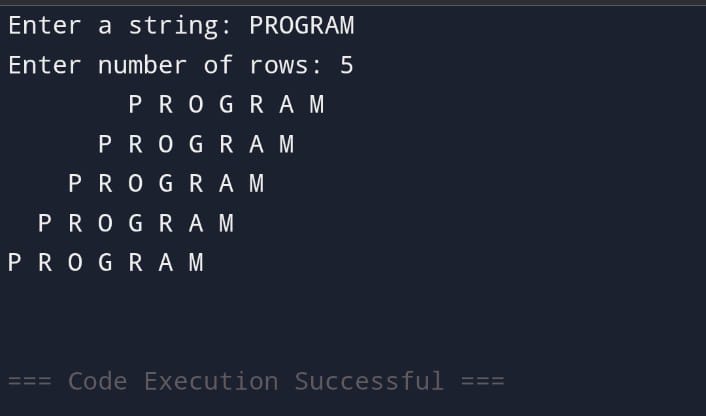 Enter a string: PROGRAM
Enter number of rows: 5
        P R O G R A M
      P R O G R A M
    P R O G R A M
  P R O G R A M
P R O G R A M
=== Code Execution Successful ===